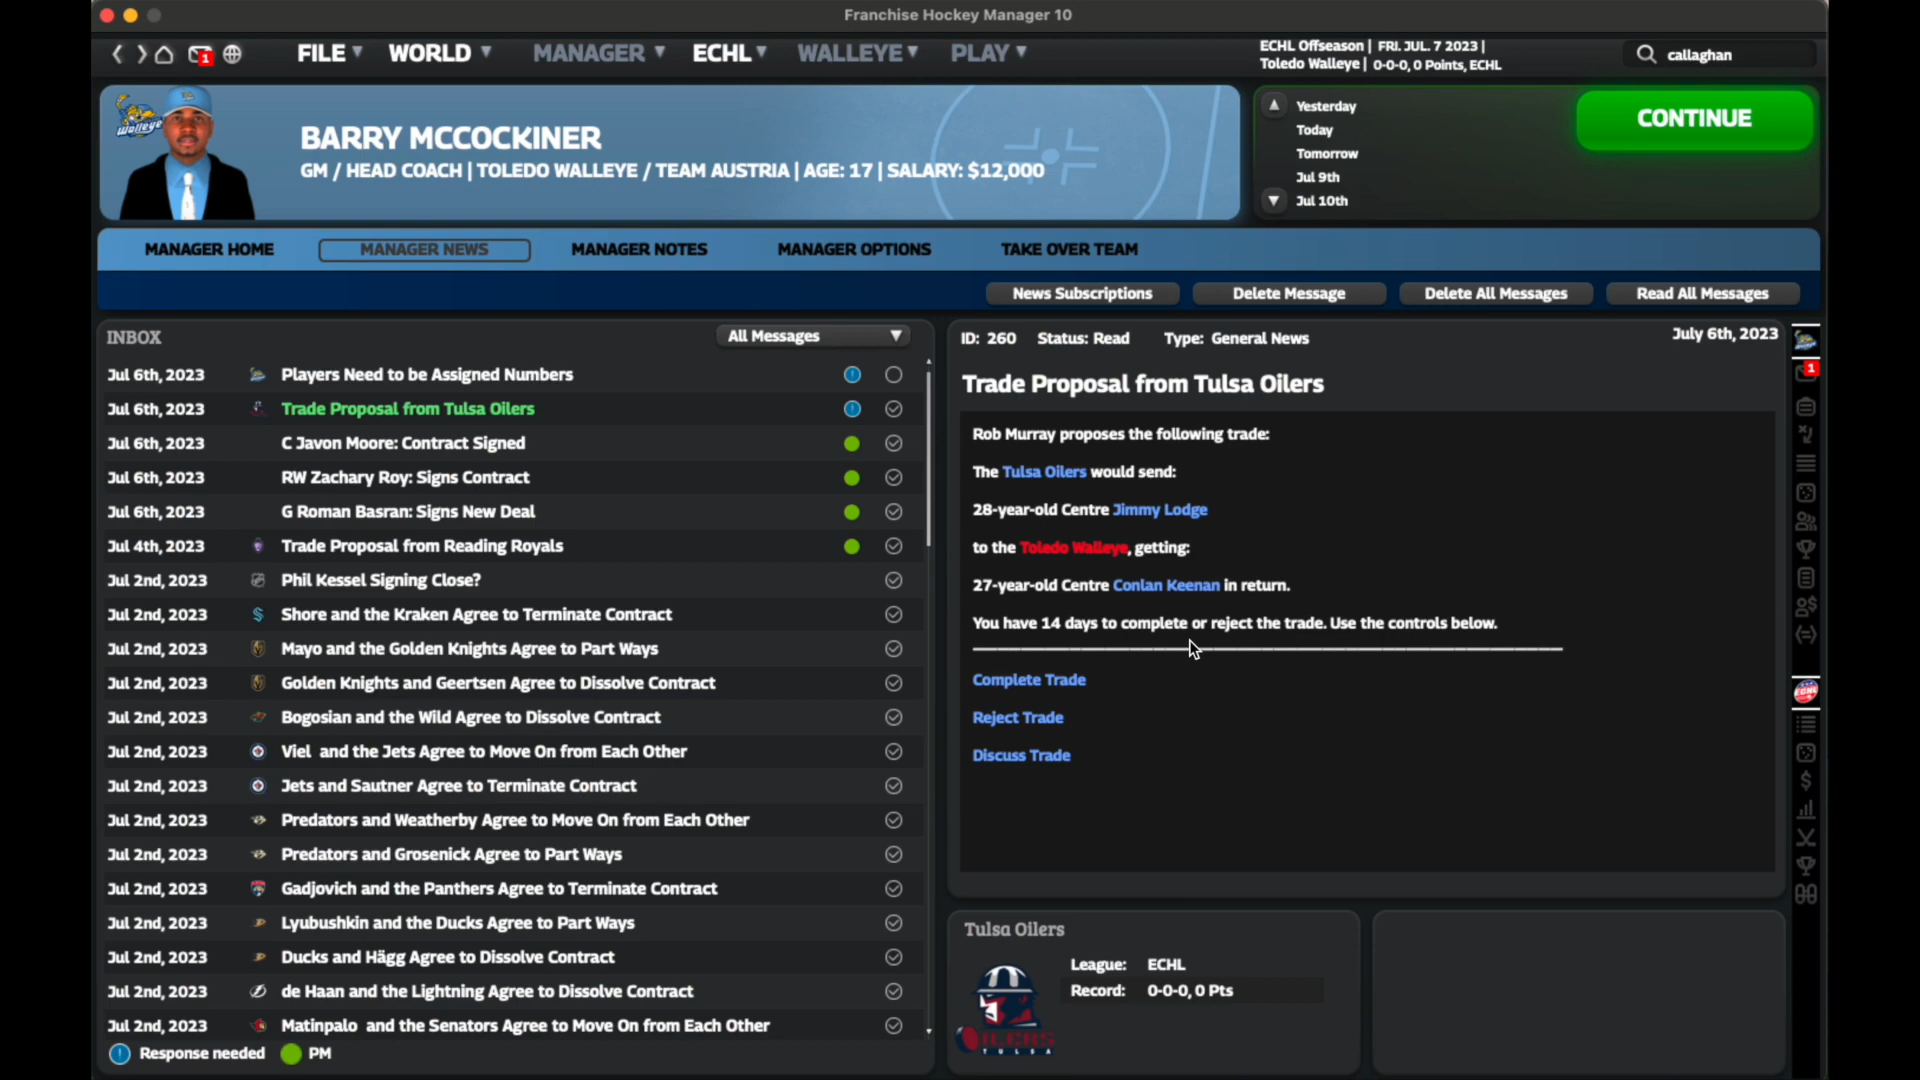 Franchise Hockey Manager 10
1
FILE
WORLD
MANAGER
ECHL
WALLEYE
PLAY
ECHL Offseason | FRI. JUL. 7 2023 |
Toledo Walleye | 0-0-0, 0 Points, ECHL
callaghan
Walleye
BARRY MCCOCKINER
GM / HEAD COACH | TOLEDO WALLEYE / TEAM AUSTRIA | AGE: 17 | SALARY: $12,000
Yesterday
Today
Tomorrow
Jul 9th
Jul 10th
CONTINUE
MANAGER HOME
MANAGER NEWS
MANAGER NOTES
MANAGER OPTIONS
TAKE OVER TEAM
News Subscriptions
Delete Message
Delete All Messages
Read All Messages
INBOX
All Messages
Jul 6th, 2023 Players Need to be Assigned Numbers
Jul 6th, 2023 Trade Proposal from Tulsa Oilers
Jul 6th, 2023 C Javon Moore: Contract Signed
Jul 6th, 2023 RW Zachary Roy: Signs Contract
Jul 6th, 2023 G Roman Basran: Signs New Deal
Jul 4th, 2023 Trade Proposal from Reading Royals
Jul 2nd, 2023 Phil Kessel Signing Close?
Jul 2nd, 2023 Shore and the Kraken Agree to Terminate Contract
Jul 2nd, 2023 Mayo and the Golden Knights Agree to Part Ways
Jul 2nd, 2023 Golden Knights and Geertsen Agree to Dissolve Contract
Jul 2nd, 2023 Bogosian and the Wild Agree to Dissolve Contract
Jul 2nd, 2023 Viel and the Jets Agree to Move On from Each Other
Jul 2nd, 2023 Jets and Sautner Agree to Terminate Contract
Jul 2nd, 2023 Predators and Weatherby Agree to Move On from Each Other
Jul 2nd, 2023 Predators and Grosenick Agree to Part Ways
Jul 2nd, 2023 Gadjovich and the Panthers Agree to Terminate Contract
Jul 2nd, 2023 Lyubushkin and the Ducks Agree to Part Ways
Jul 2nd, 2023 Ducks and Hägg Agree to Dissolve Contract
Jul 2nd, 2023 de Haan and the Lightning Agree to Dissolve Contract
Jul 2nd, 2023 Matinpalo and the Senators Agree to Move On from Each Other
Response needed
PM
ID: 260 Status: Read Type: General News
July 6th, 2023
Trade Proposal from Tulsa Oilers
Rob Murray proposes the following trade:
The Tulsa Oilers would send:
28-year-old Centre Jimmy Lodge
to the Toledo Walleye, getting:
27-year-old Centre Conlan Keenan in return.
You have 14 days to complete or reject the trade. Use the controls below.
Complete Trade
Reject Trade
Discuss Trade
Tulsa Oilers
League: ECHL
Record: 0-0-0, 0 Pts
OILERS
TULSA
1
ECHL